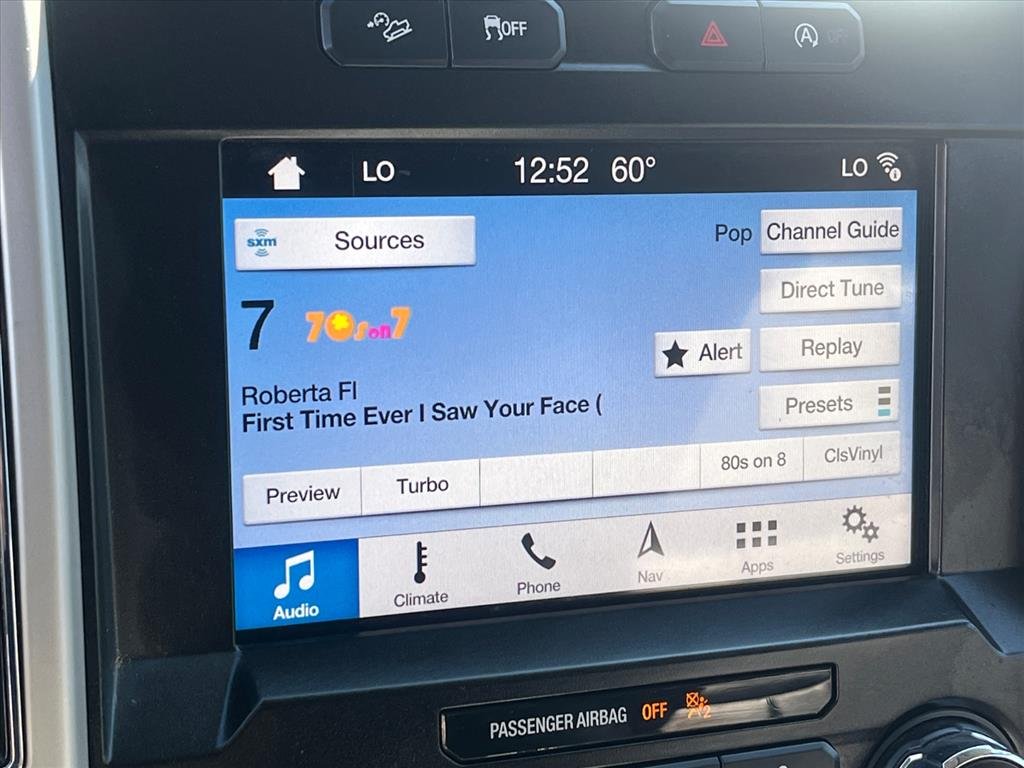 OFF
A
LO 12:52 60° LO
sxm Sources
Pop Channel Guide
Direct Tune
7 70s on 7
Alert Replay
Roberta Fl
First Time Ever I Saw Your Face (
Presets
Preview Turbo 80s on 8 ClsVinyl
Audio Climate Phone Nav Apps Settings
PASSENGER AIRBAG OFF 2